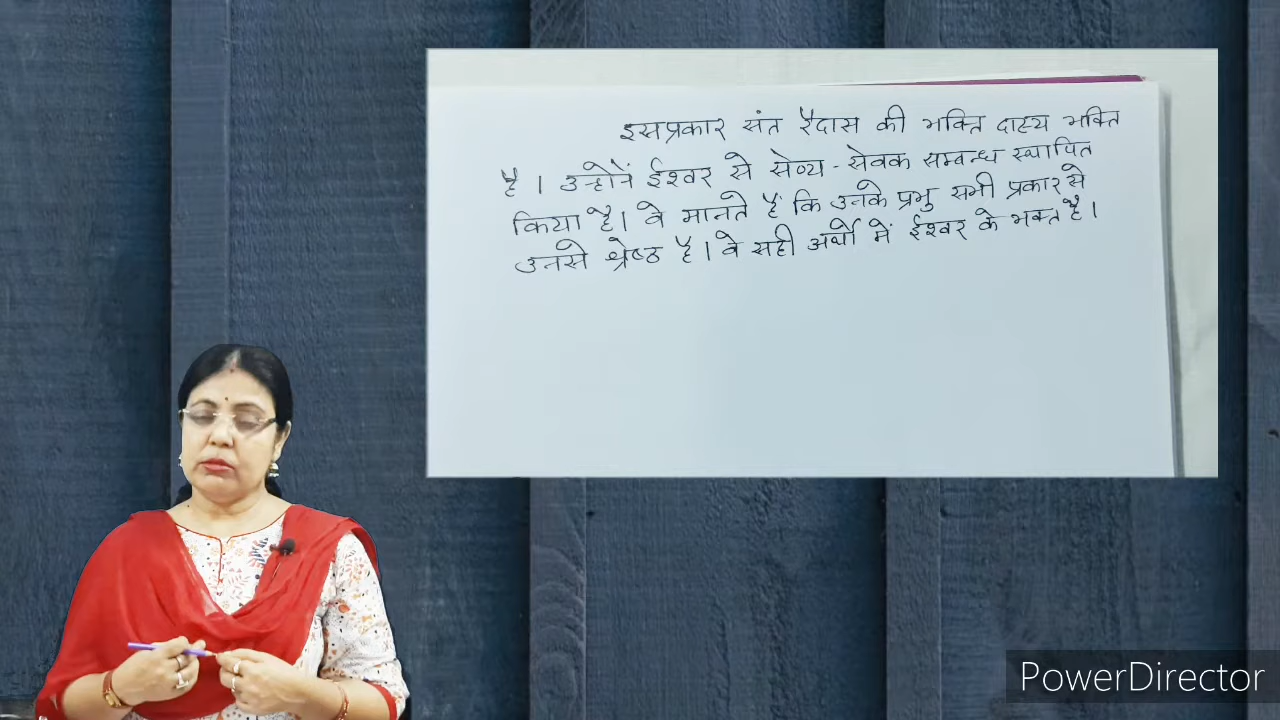 इसप्रकार संत रैदास की भक्ति दास्य भक्ति
है । उन्होनें ईश्वर से सेव्य - सेवक सम्बन्ध स्थापित
किया है। वे मानते हैं कि उनके प्रभु सभी प्रकार से
उनसे श्रेष्ठ है । वे सही अर्थो में ईश्वर के भक्त है ।
PowerDirector